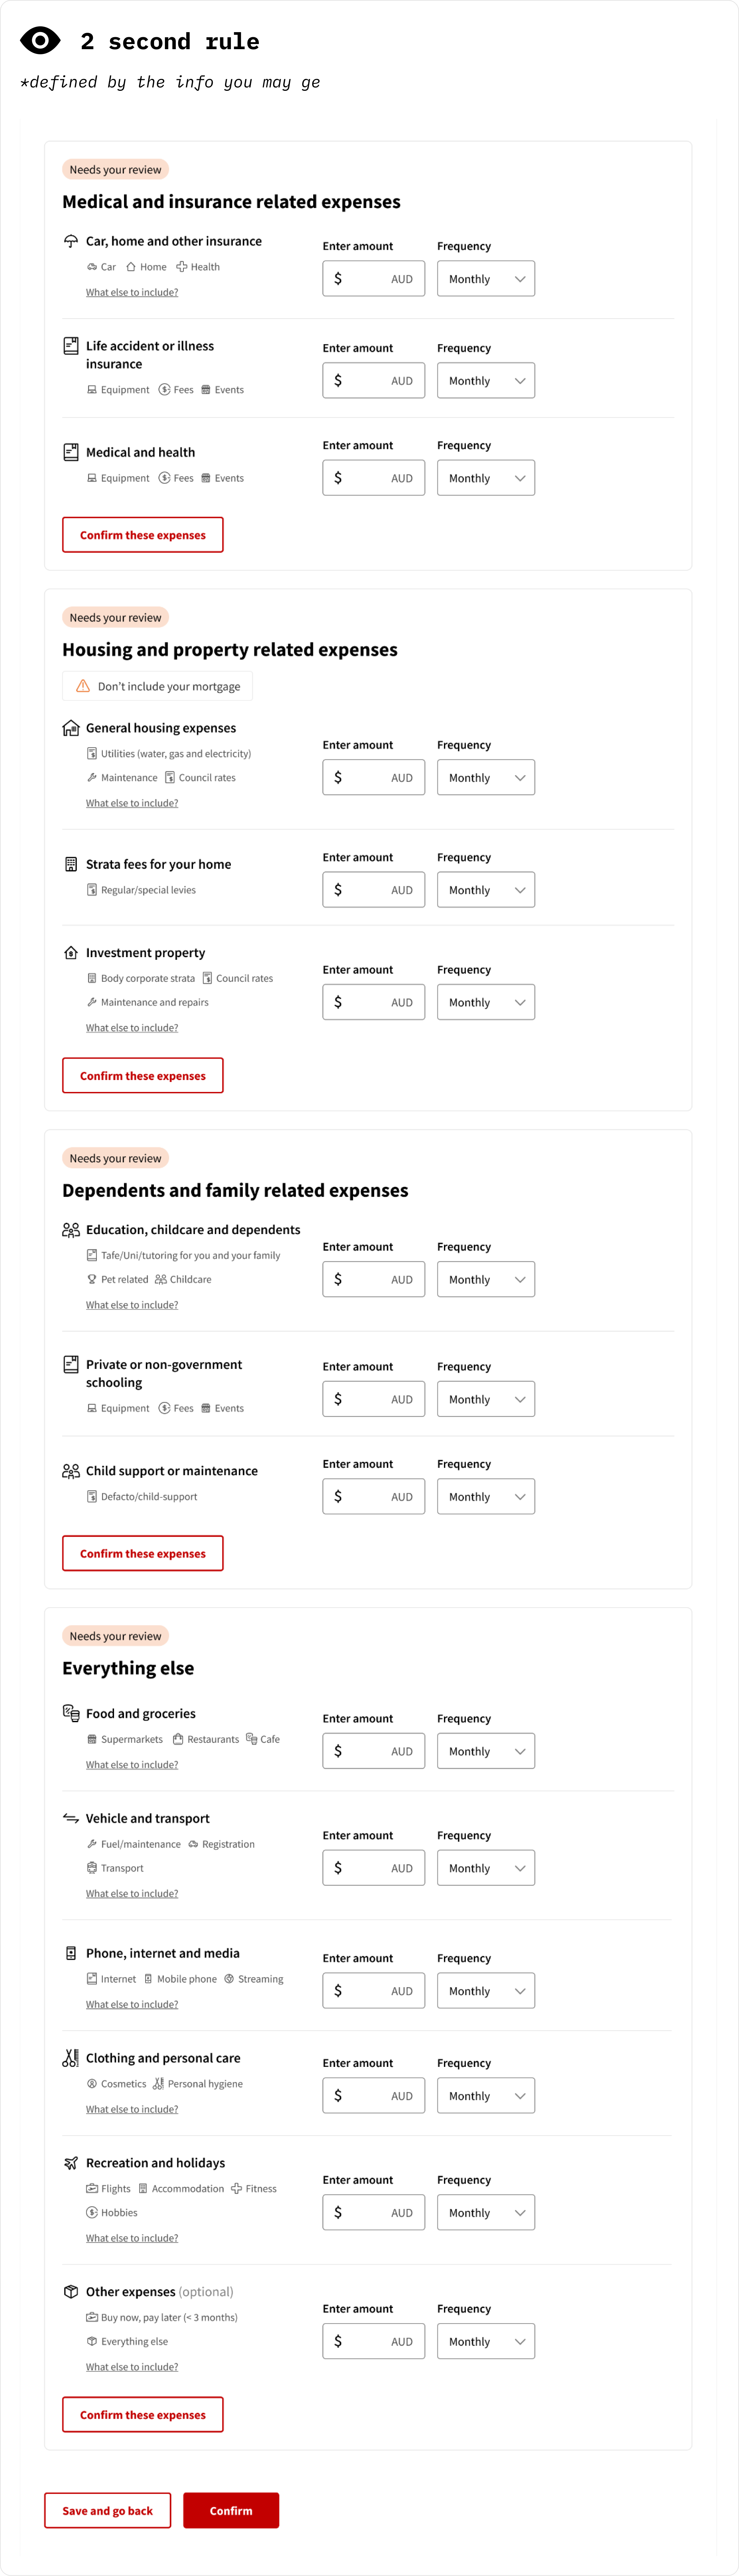 2 second rule
*defined by the info you may ge
Needs your review
Medical and insurance related expenses
Car, home and other insurance
Car Home Health
What else to include?
Enter amount Frequency
$ AUD Monthly
Life accident or illness
insurance
Equipment Fees Events
Enter amount Frequency
$ AUD Monthly
Medical and health
Equipment Fees Events
Enter amount Frequency
$ AUD Monthly
Confirm these expenses
Needs your review
Housing and property related expenses
Don't include your mortgage
General housing expenses
Utilities (water, gas and electricity)
Maintenance Council rates
What else to include?
Enter amount Frequency
$ AUD Monthly
Strata fees for your home
Regular/special levies
Enter amount Frequency
$ AUD Monthly
Investment property
Body corporate strata Council rates
Maintenance and repairs
What else to include?
Enter amount Frequency
$ AUD Monthly
Confirm these expenses
Needs your review
Dependents and family related expenses
Education, childcare and dependents
Tafe/Uni/tutoring for you and your family
Pet related Childcare
What else to include?
Enter amount Frequency
$ AUD Monthly
Private or non-government
schooling
Equipment Fees Events
Enter amount Frequency
$ AUD Monthly
Child support or maintenance
Defacto/child-support
Enter amount Frequency
$ AUD Monthly
Confirm these expenses
Needs your review
Everything else
Food and groceries
Supermarkets Restaurants Cafe
What else to include?
Enter amount Frequency
$ AUD Monthly
Vehicle and transport
Fuel/maintenance Registration
Transport
What else to include?
Enter amount Frequency
$ AUD Monthly
Phone, internet and media
Internet Mobile phone Streaming
What else to include?
Enter amount Frequency
$ AUD Monthly
Clothing and personal care
Cosmetics Personal hygiene
What else to include?
Enter amount Frequency
$ AUD Monthly
Recreation and holidays
Flights Accommodation Fitness
Hobbies
What else to include?
Enter amount Frequency
$ AUD Monthly
Other expenses (optional)
Buy now, pay later (< 3 months)
Everything else
What else to include?
Enter amount Frequency
$ AUD Monthly
Confirm these expenses
Save and go back Confirm